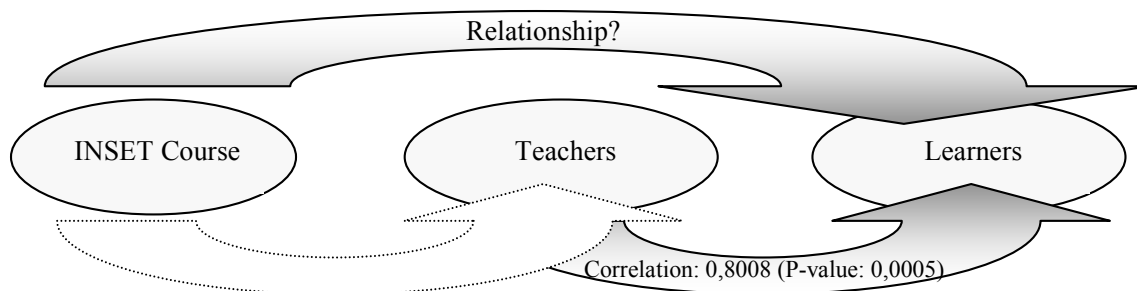 Relationship?
INSET Course
Teachers
Learners
Correlation: 0,8008 (P-value: 0,0005)